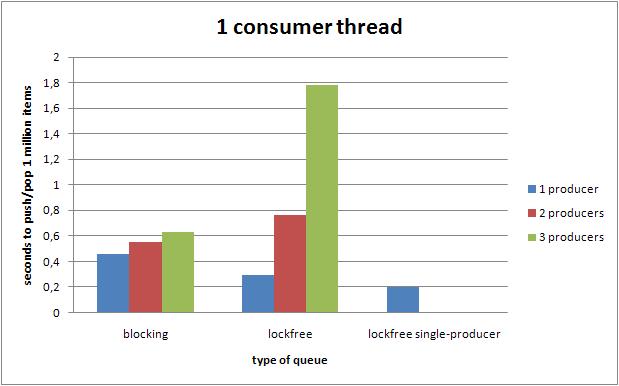 1 consumer thread
seconds to push/pop 1 million items
2
1,8
1,6
1,4
1,2
1
0,8
0,6
0,4
0,2
0
blocking
lockfree
lockfree single-producer
type of queue
1 producer
2 producers
3 producers